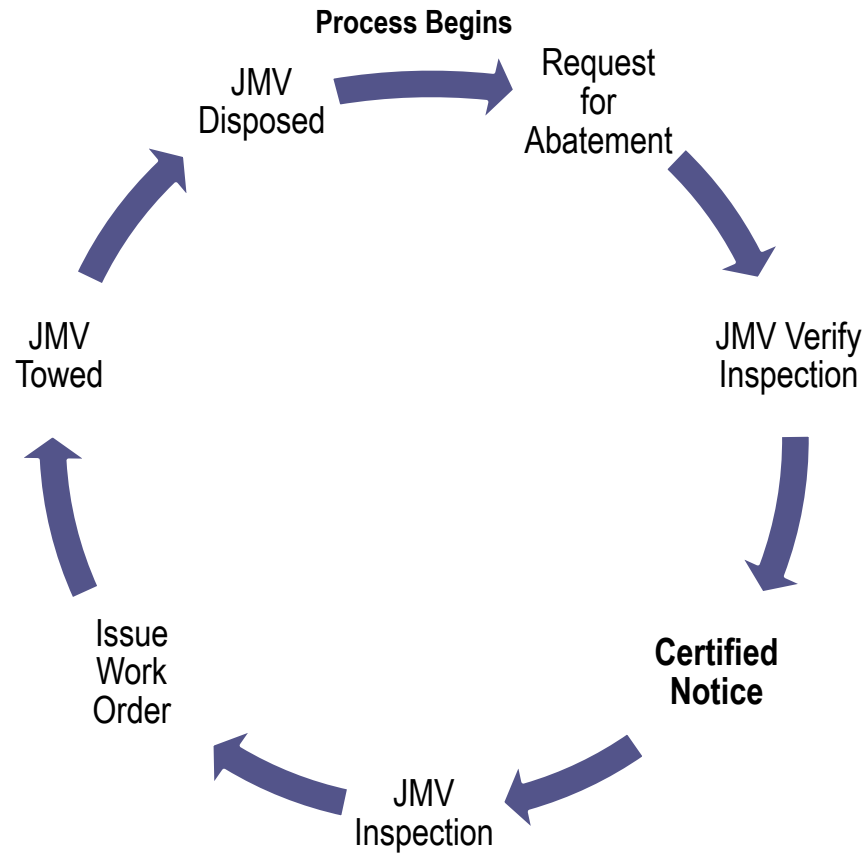 Process Begins
Request
for
Abatement
JMV Verify
Inspection
Certified
Notice
JMV
Inspection
Issue
Work
Order
JMV
Towed
JMV
Disposed